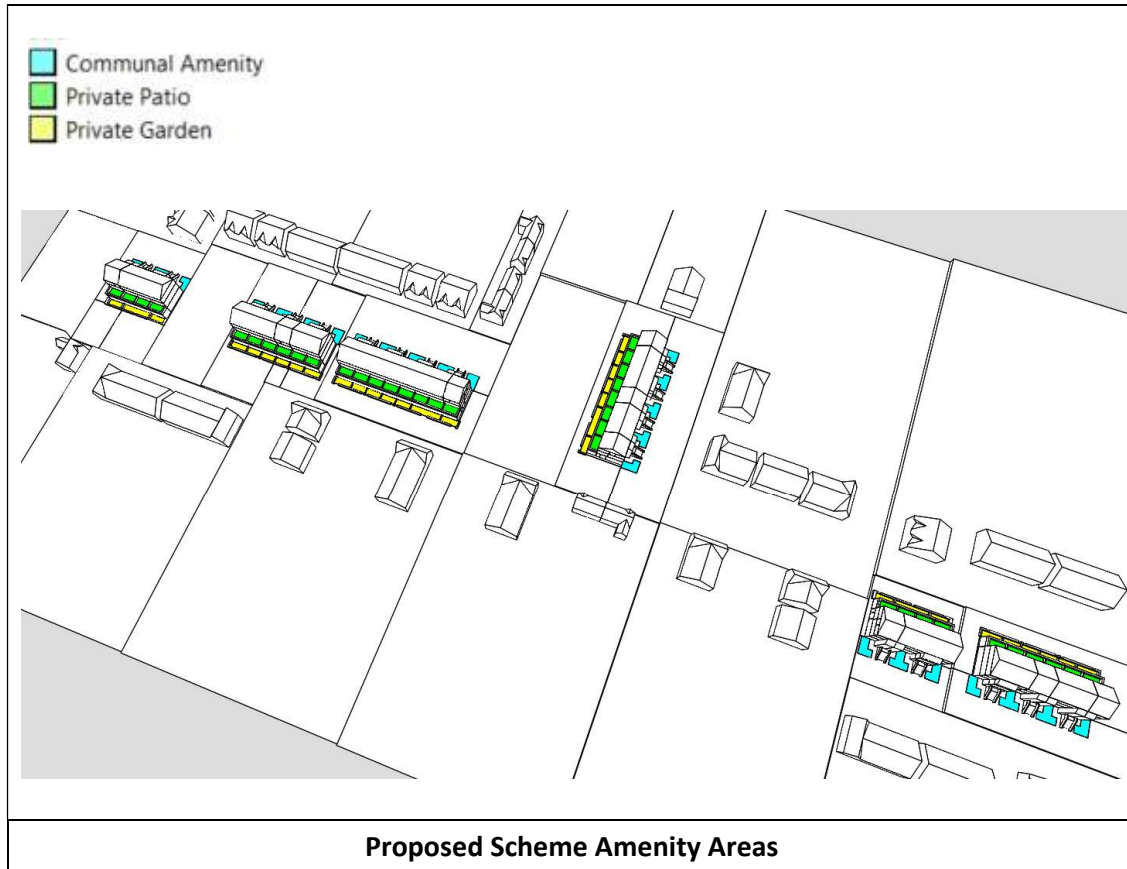 Communal Amenity
Private Patio
Private Garden
Proposed Scheme Amenity Areas